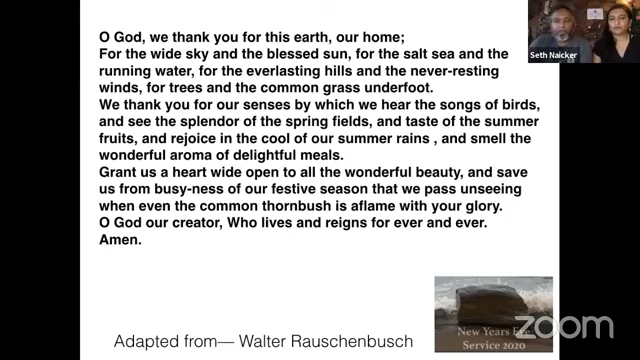 O God, we thank you for this earth, our home;
For the wide sky and the blessed sun, for the salt sea and the
running water, for the everlasting hills and the never-resting
winds, for trees and the common grass underfoot.
We thank you for our senses by which we hear the songs of birds,
and see the splendor of the spring fields, and taste of the summer
fruits, and rejoice in the cool of our summer rains , and smell the
wonderful aroma of delightful meals.
Grant us a heart wide open to all the wonderful beauty, and save
us from busy-ness of our festive season that we pass unseeing
when even the common thornbush is aflame with your glory.
O God our creator, Who lives and reigns for ever and ever.
Amen.
Seth Naicker
Adapted from— Walter Rauschenbusch
New Years Eve
Service 2020
zoom